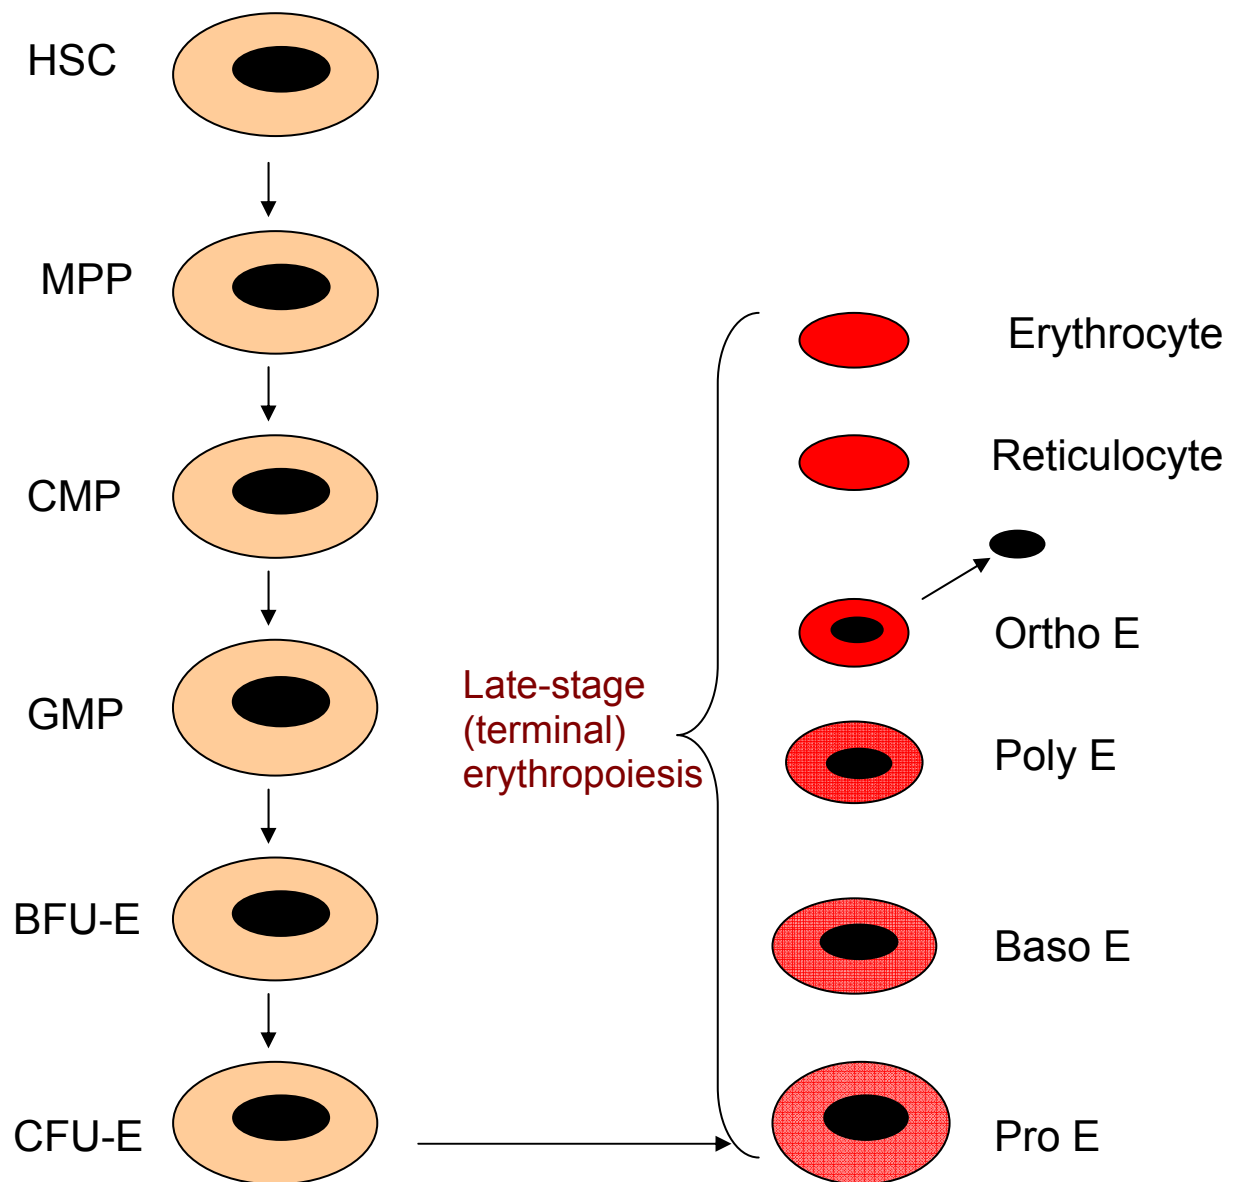 HSC
MPP
CMP
GMP
BFU-E
CFU-E
Late-stage
(terminal)
erythropoiesis
Erythrocyte
Reticulocyte
Ortho E
Poly E
Baso E
Pro E